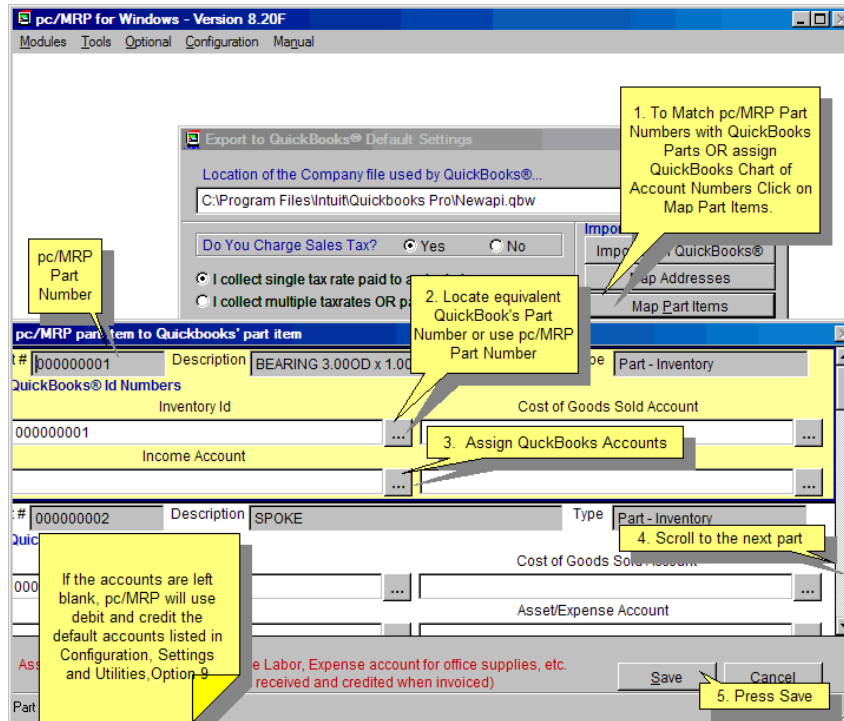 pc/MRP for Windows - Version 8.20F
Modules Tools Optional Configuration Manual
1. To Match pc/MRP Part
Numbers with QuickBooks
Parts OR assign
QuickBooks Chart of
Account Numbers Click on
Map Part Items.
Export to QuickBooks® Default Settings
Location of the Company file used by QuickBooks®...
C:\Program Files\Intuit\Quickbooks Pro\Newapi.qbw
Do You Charge Sales Tax? Yes No
QuickBooks®
Map Part Items
Addresses
I collect single tax rate paid to
I collect multiple taxrates OR
pc/MRP
Part
Number
2. Locate equivalent
QuickBook's Part
Number or use pc/MRP
Part Number
pc/MRP part item to Quickbooks' part item
# 000000001 Description BEARING 3.00OD x 1.00 Part - Inventory
QuickBooks® Id Numbers
Inventory Id Cost of Goods Sold Account
000000001 ...
...
3. Assign QuckBooks Accounts
Income Account
... ...
# 000000002 Description SPOKE Type Part - Inventory
4. Scroll to the next part
Cost of Goods Sold Account
... ...
Asset/Expense Account
If the accounts are left
blank, pc/MRP will use
debit and credit the
default accounts listed in
Configuration, Settings
and Utilities,Option 9
Labor, Expense account for office supplies, etc.
received and credited when invoiced)
Save Cancel
5. Press Save
Part